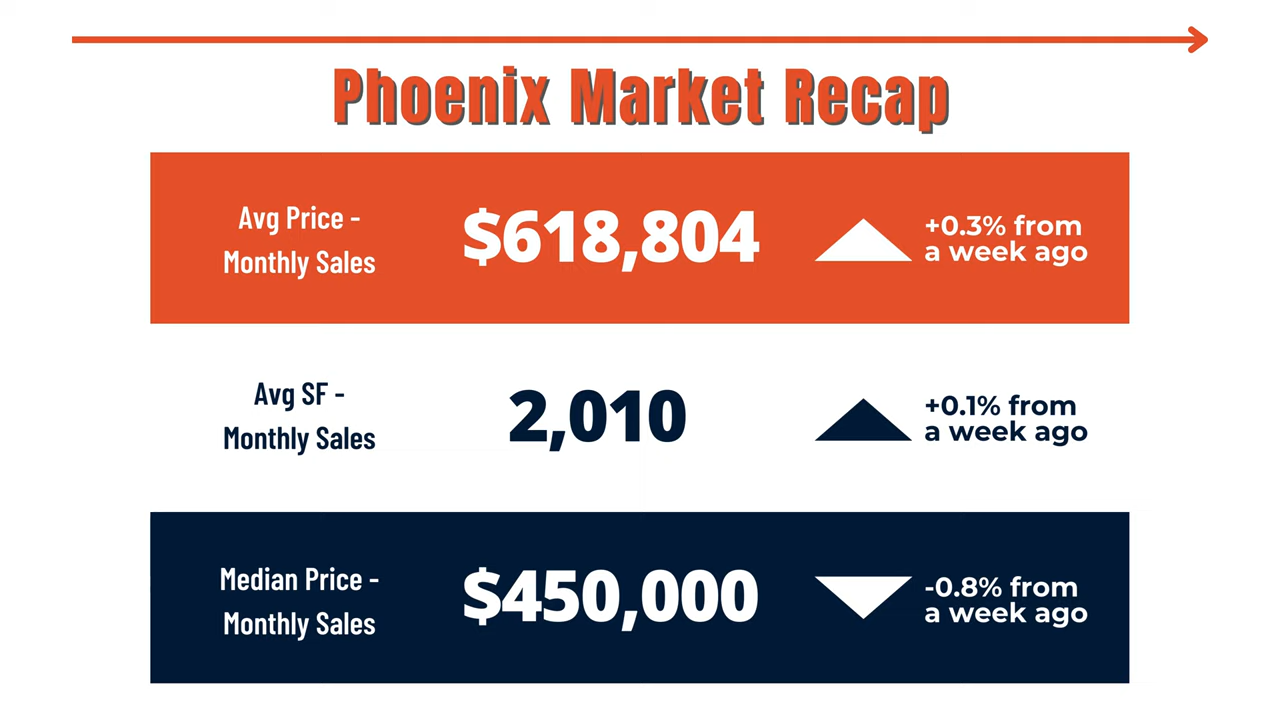 Phoenix Market Recap
Avg Price -
Monthly Sales
$618,804
+0.3% from
a week ago
Avg SF -
Monthly Sales
2,010
+0.1% from
a week ago
Median Price -
Monthly Sales
$450,000
-0.8% from
a week ago